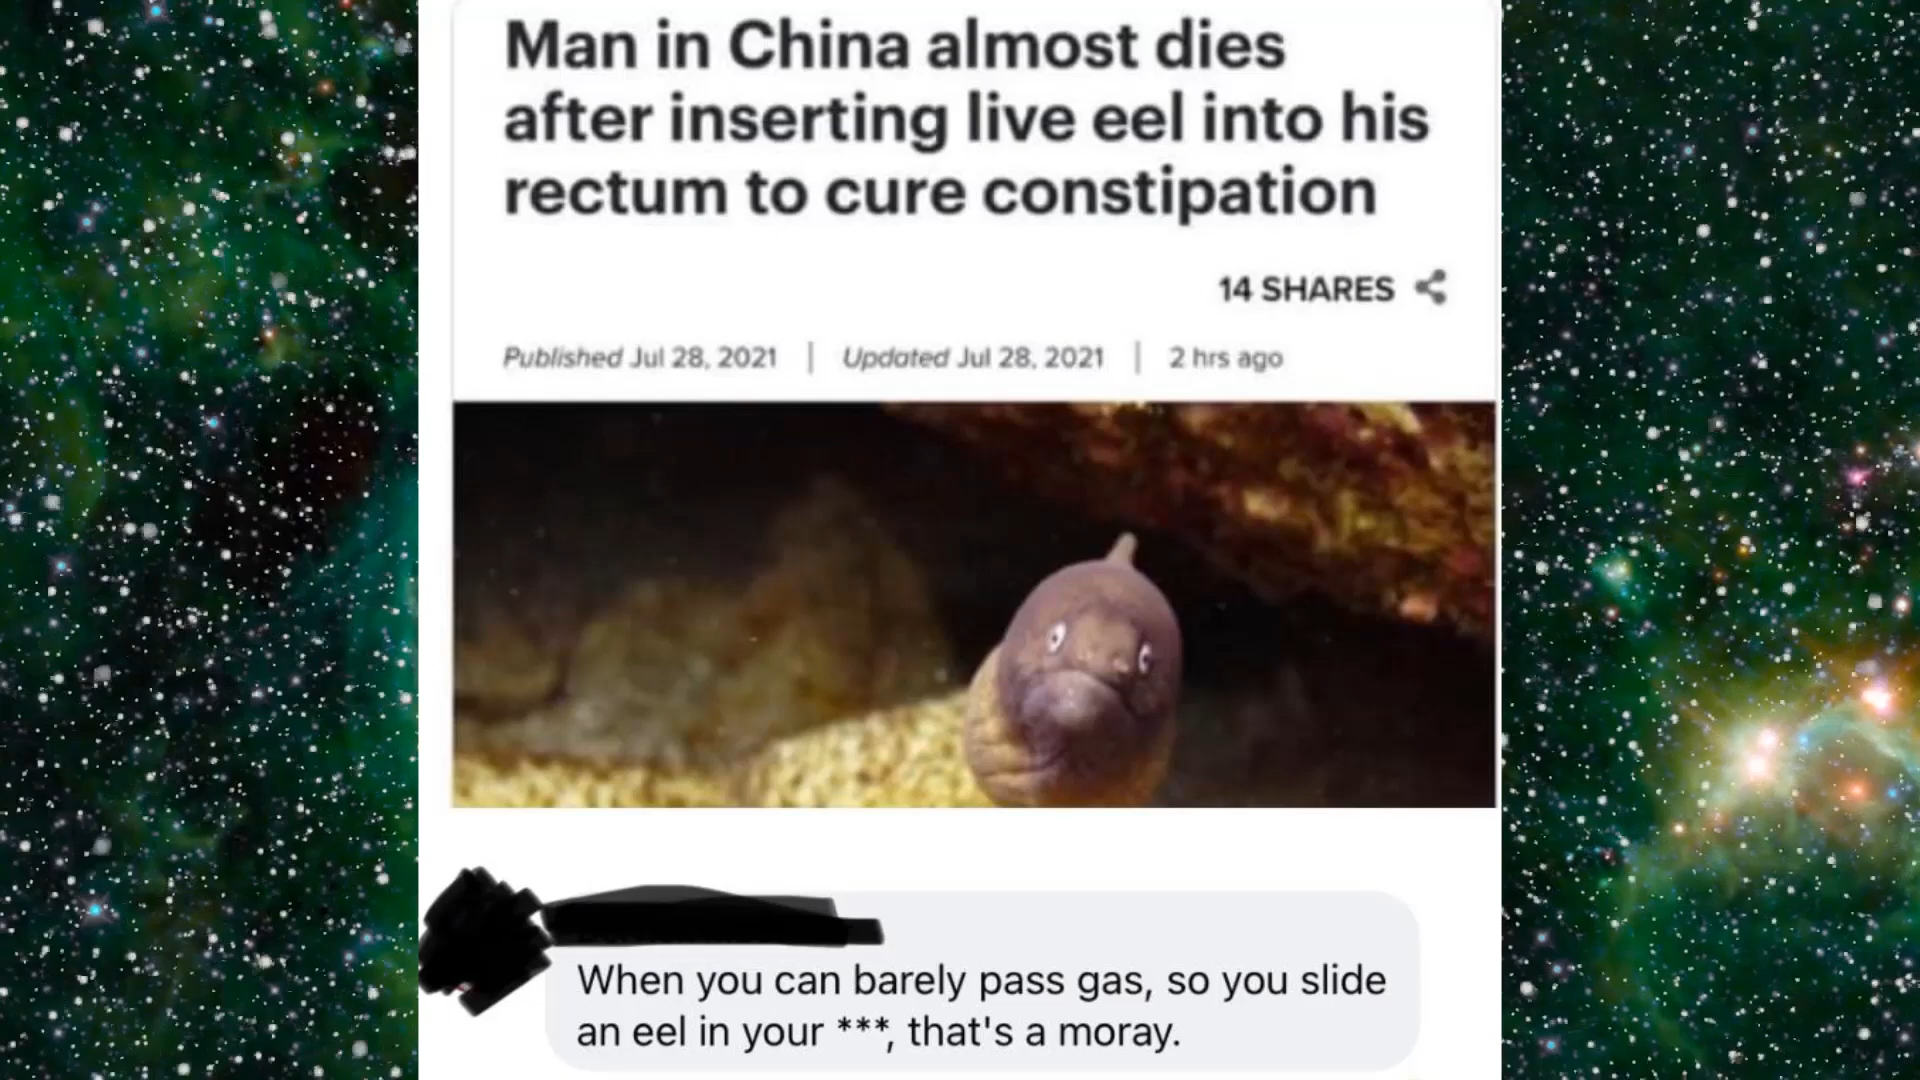 Man in China almost dies
after inserting live eel into his
rectum to cure constipation
14 SHARES
Published Jul 28, 2021 | Updated Jul 28, 2021 | 2 hrs ago
When you can barely pass gas, so you slide
an eel in your ***, that's a moray.